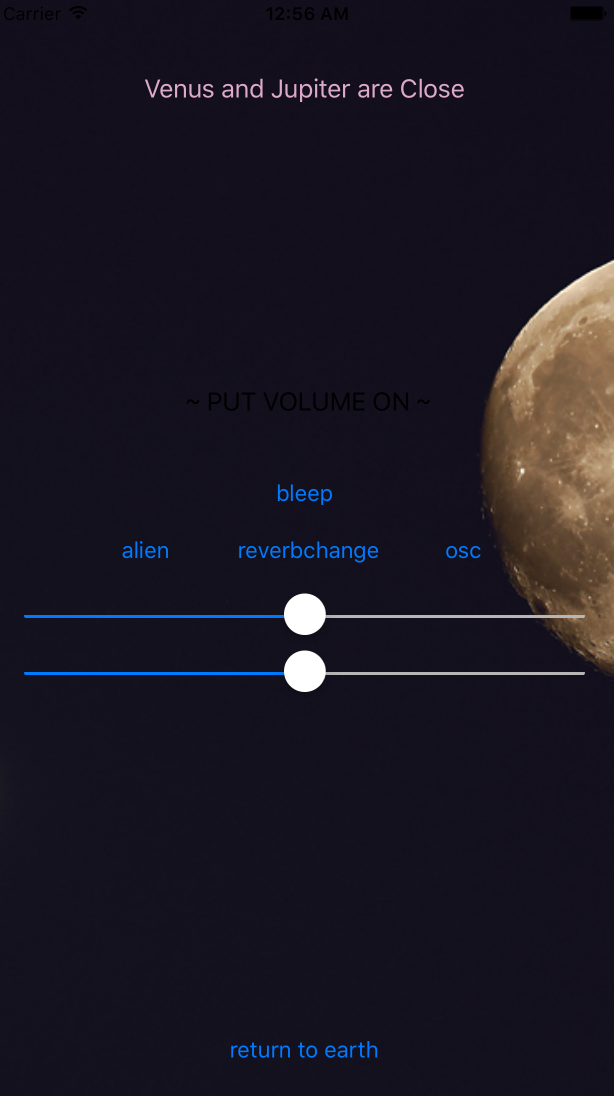 Carrier 12:56 AM
Venus and Jupiter are Close
~ PUT VOLUME ON ~
bleep
alien reverbchange osc
return to earth